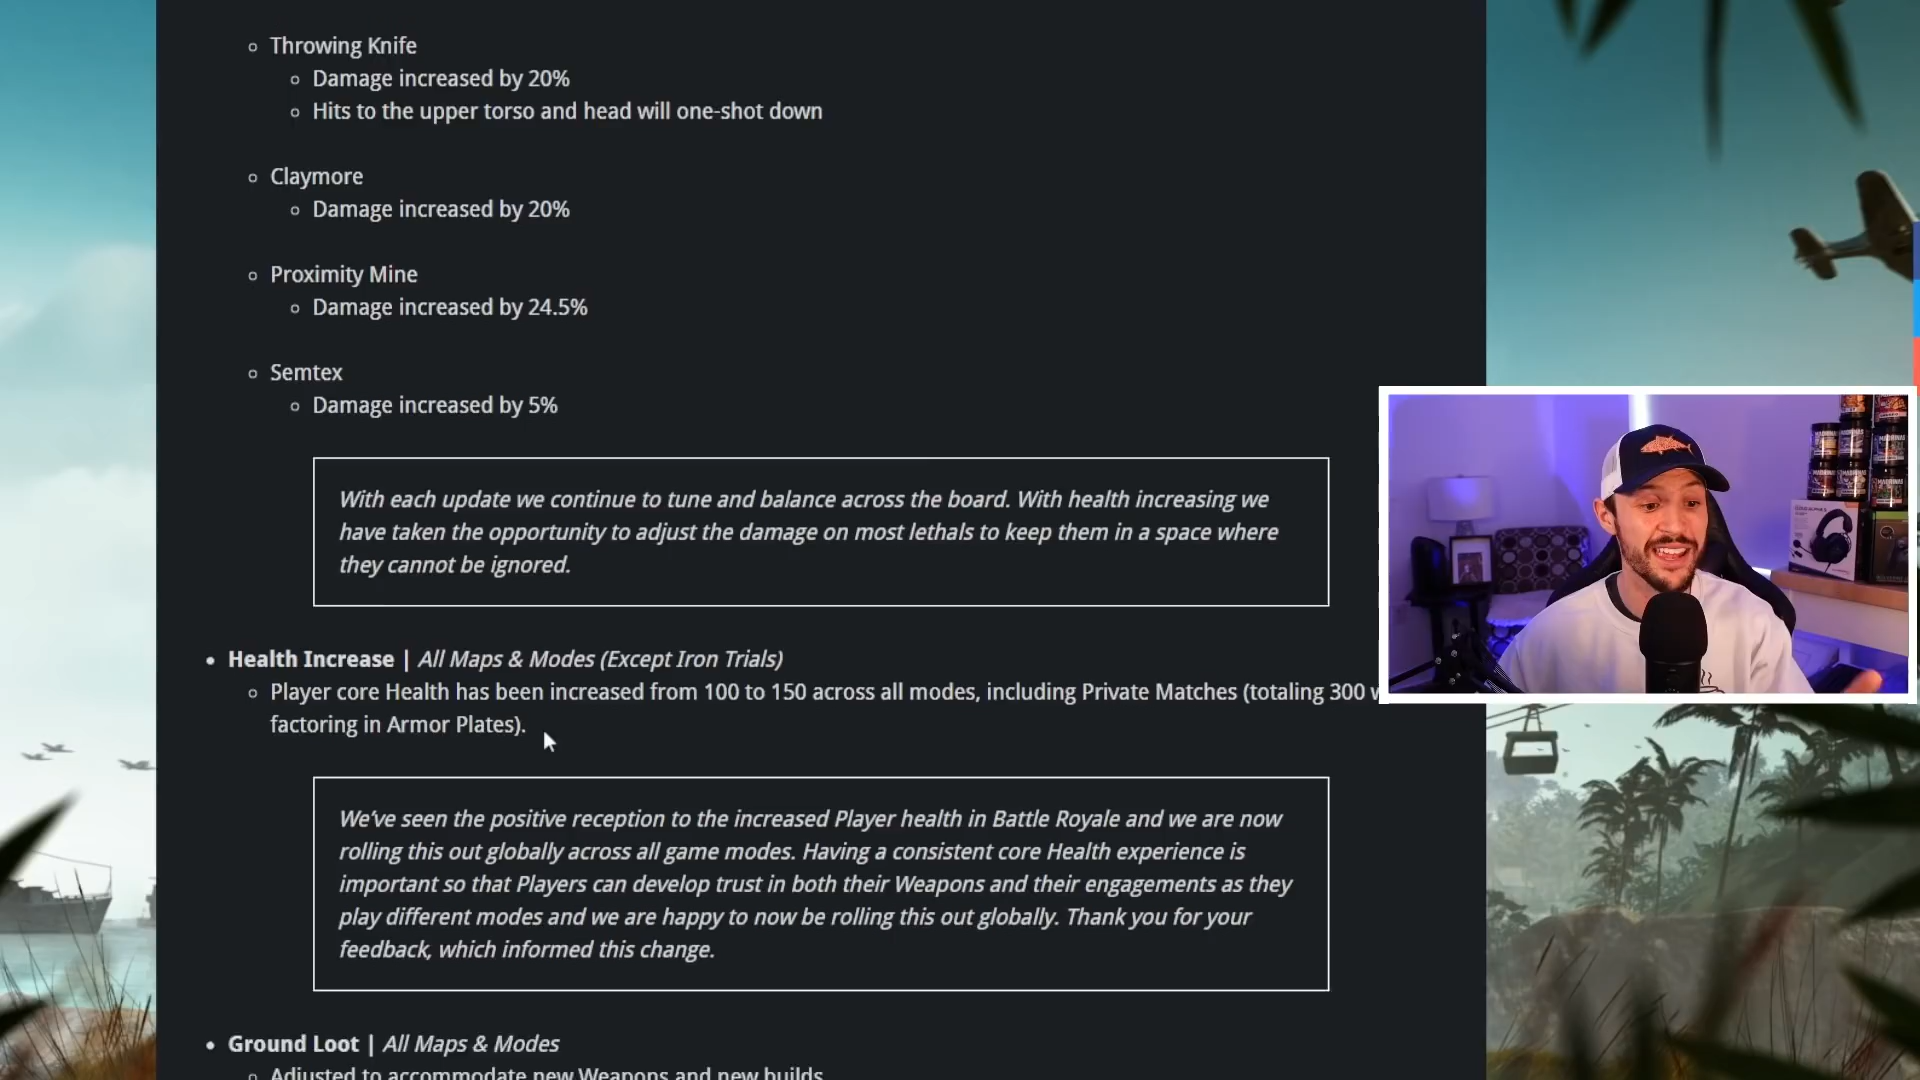 Throwing Knife
Damage increased by 20%
Hits to the upper torso and head will one-shot down
Claymore
Damage increased by 20%
Proximity Mine
Damage increased by 24.5%
Semtex
Damage increased by 5%
With each update we continue to tune and balance across the board. With health increasing we
have taken the opportunity to adjust the damage on most lethals to keep them in a space where
they cannot be ignored.
Health Increase | All Maps & Modes (Except Iron Trials)
Player core Health has been increased from 100 to 150 across all modes, including Private Matches (totaling 300
factoring in Armor Plates).
We've seen the positive reception to the increased Player health in Battle Royale and we are now
rolling this out globally across all game modes. Having a consistent core Health experience is
important so that Players can develop trust in both their Weapons and their engagements as they
play different modes and we are happy to now be rolling this out globally. Thank you for your
feedback, which informed this change.
Ground Loot | All Maps & Modes
Adjusted to accommodate new Weapons and new builds